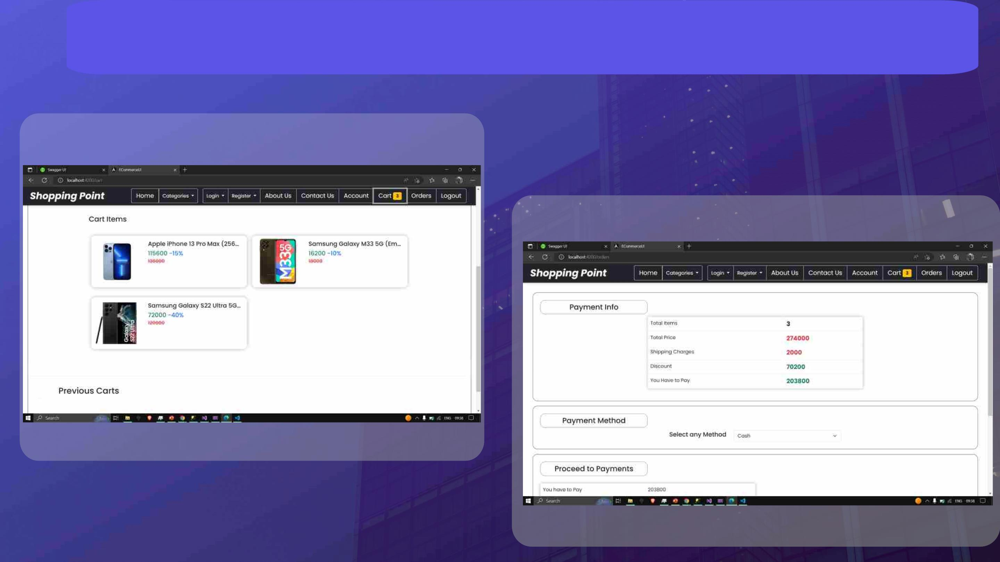 Swagger UI
ECommerceUI
localhost:4200/cart
Shopping Point
Home
Categories
Login
Register
About Us
Contact Us
Account
Cart 3
Orders
Logout
Cart Items
Apple iPhone 13 Pro Max (256...
115600 -15%
136000
5G
M33
Samsung Galaxy M33 5G (Em...
16200 -10%
18000
Galaxy
S22 Ultra
Samsung Galaxy S22 Ultra 5G...
72000 -40%
120000
Previous Carts
Search
ENG 09:38
Swagger UI
ECommerceUI
localhost:4200/orders
Shopping Point
Home
Categories
Login
Register
About Us
Contact Us
Account
Cart 3
Orders
Logout
Payment Info
Total Items 3
Total Price 274000
Shipping Charges 2000
Discount 70200
You Have to Pay 203800
Payment Method
Select any Method Cash
Proceed to Payments
You have to Pay 203800
Search
ENG 09:38